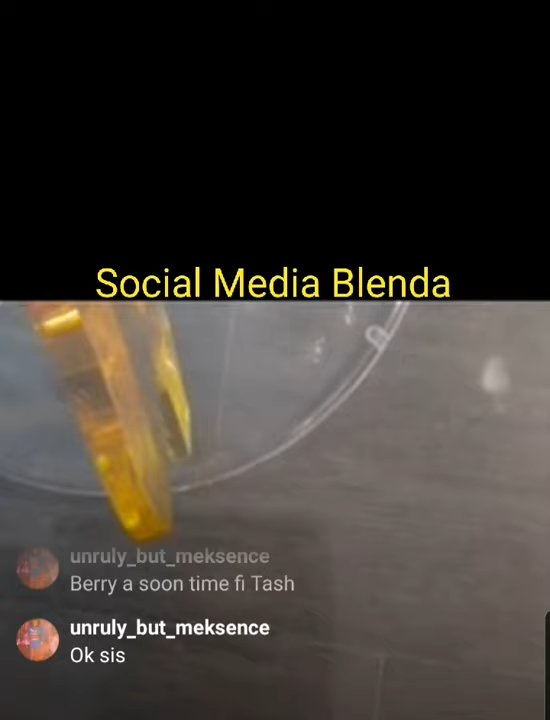 Social Media Blenda
unruly_but_meksence
Berry a soon time fi Tash
unruly_but_meksence
Ok sis